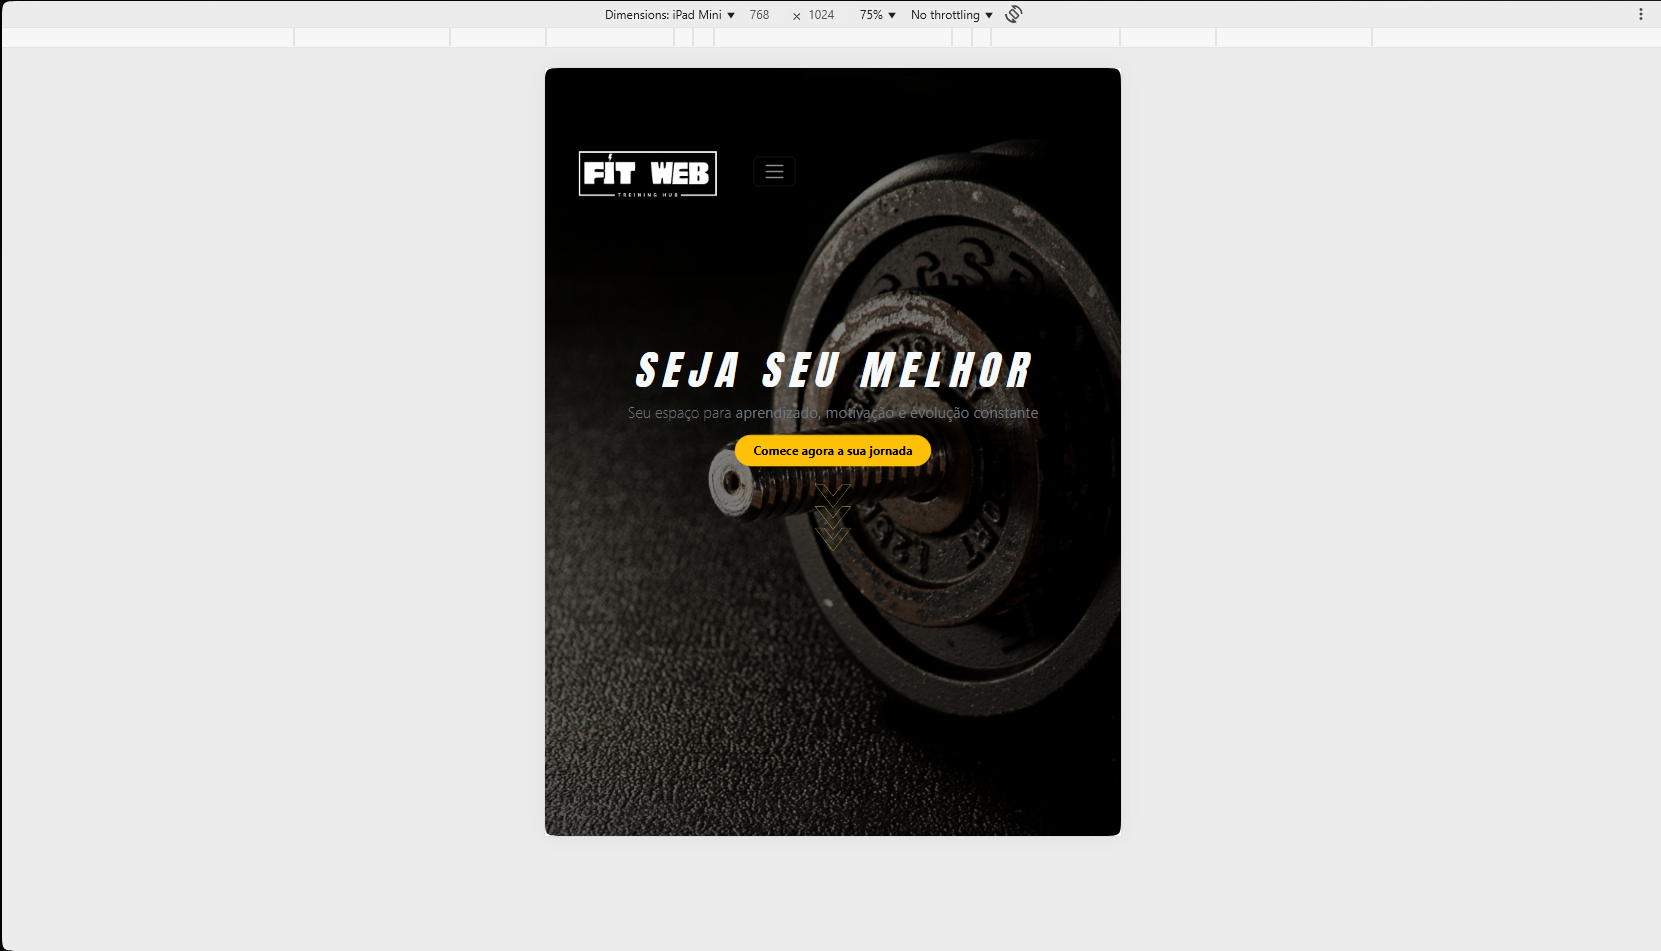 Dimensions: iPad Mini ▼ 768 × 1024 75% ▼ No throttling ▼
FIT WEB
TREINING HUB
SEJA SEU MELHOR
Seu espaço para aprendizado, motivação e evolução constante
Comece agora a sua jornada